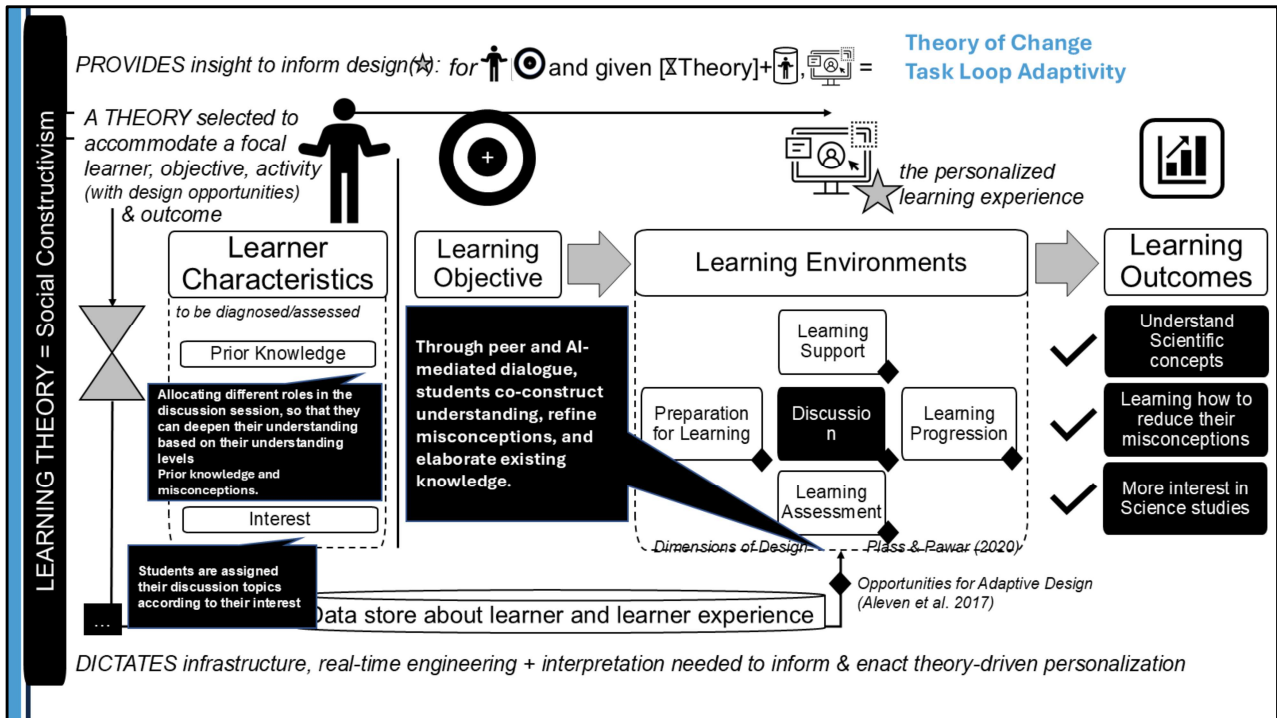 LEARNING THEORY = Social Constructivism
PROVIDES insight to inform design(☆): for and given [⧖Theory]+ , =
Theory of Change
Task Loop Adaptivity
A THEORY selected to
accommodate a focal
learner, objective, activity
(with design opportunities)
& outcome
the personalized
learning experience
Learner
Characteristics
to be diagnosed/assessed
Prior Knowledge
Allocating different roles in the
discussion session, so that they
can deepen their understanding
based on their understanding
levels
Prior knowledge and
misconceptions.
Interest
Students are assigned
their discussion topics
according to their interest
...
Learning
Objective
Through peer and AI-
mediated dialogue,
students co-construct
understanding, refine
misconceptions, and
elaborate existing
knowledge.
Learning Environments
Learning
Support
Preparation
for Learning
Discussio
n
Learning
Progression
Learning
Assessment
Dimensions of Design Plass & Pawar (2020)
Learning
Outcomes
Understand
Scientific
concepts
Learning how to
reduce their
misconceptions
More interest in
Science studies
Opportunities for Adaptive Design
(Aleven et al. 2017)
Data store about learner and learner experience
DICTATES infrastructure, real-time engineering + interpretation needed to inform & enact theory-driven personalization